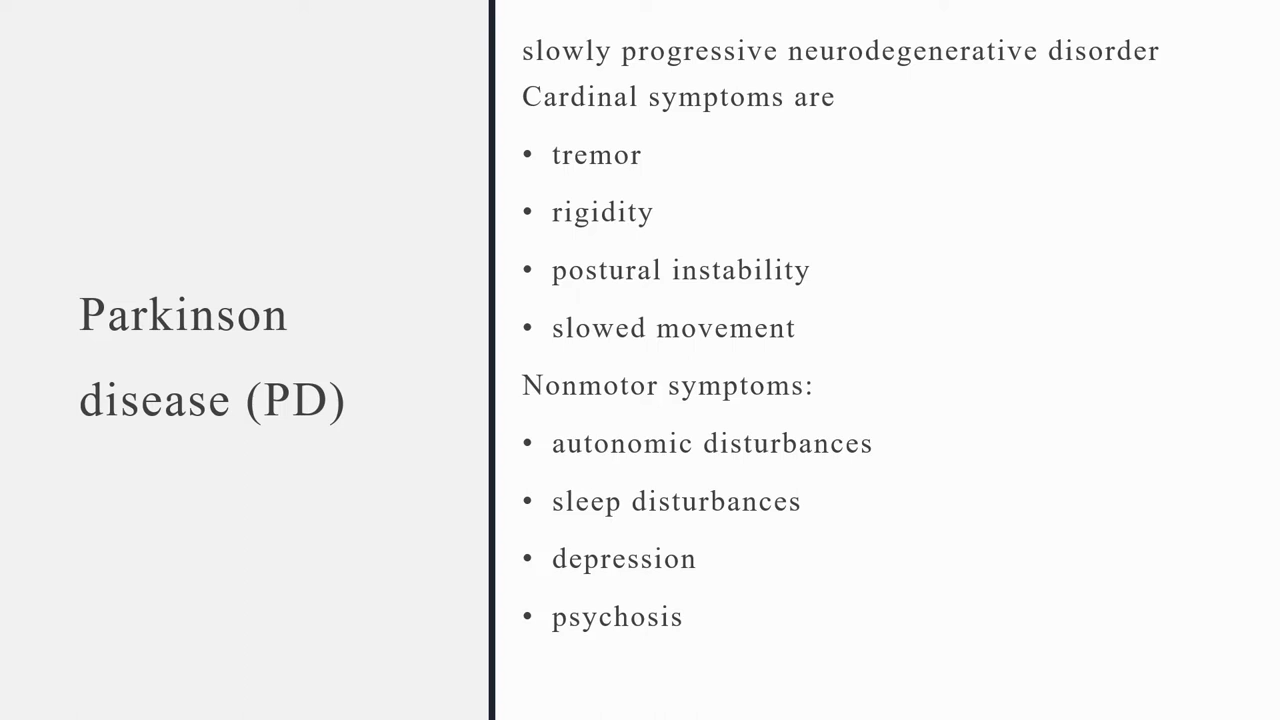 Parkinson
disease (PD)
slowly progressive neurodegenerative disorder
Cardinal symptoms are
• tremor
• rigidity
• postural instability
• slowed movement
Nonmotor symptoms:
• autonomic disturbances
• sleep disturbances
• depression
• psychosis